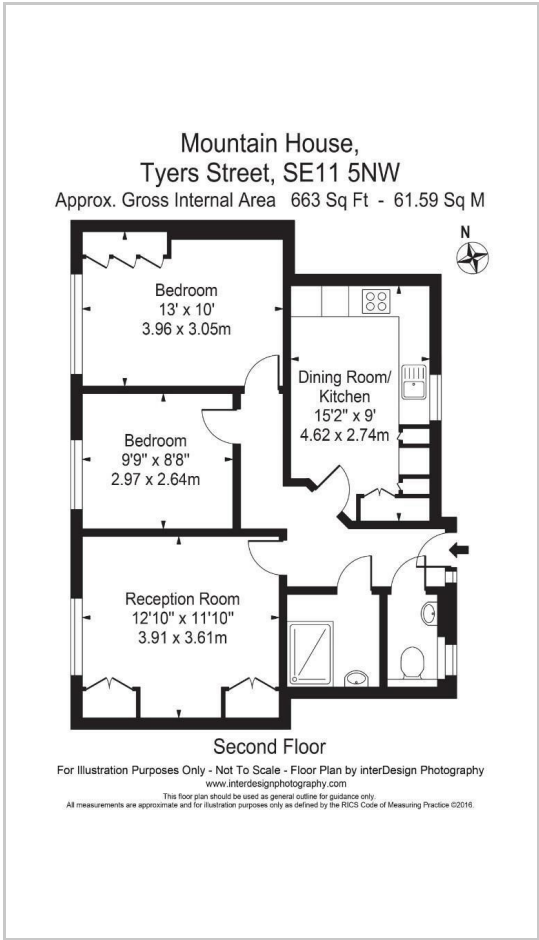 Mountain House,
Tyers Street, SE11 5NW
Approx. Gross Internal Area 663 Sq Ft - 61.59 Sq M
N
Bedroom
13' x 10'
3.96 x 3.05m
Dining Room/
Kitchen
15'2" x 9'
4.62 x 2.74m
Bedroom
9'9" x 8'8"
2.97 x 2.64m
Reception Room
12'10" x 11'10"
3.91 x 3.61m
Second Floor
For Illustration Purposes Only - Not To Scale - Floor Plan by interDesign Photography
www.interdesignphotography.com
This floor plan should be used as general outline for guidance only.
All measurements are approximate and for illustration purposes only as defined by the RICS Code of Measuring Practice ©2016.